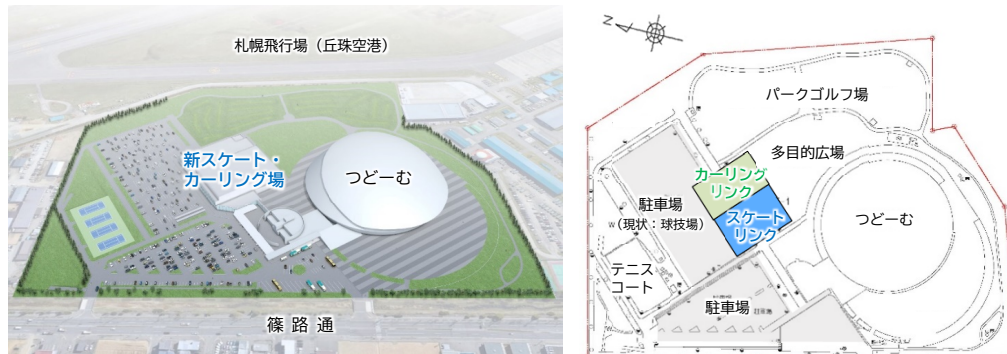 札幌飛行場（丘珠空港）
新スケート・
カーリング場
つどーむ
篠路通
N
パークゴルフ場
多目的広場
カーリング
リンク
スケート
リンク
つどーむ
駐車場
（現状：球技場）
テニス
コート
駐車場